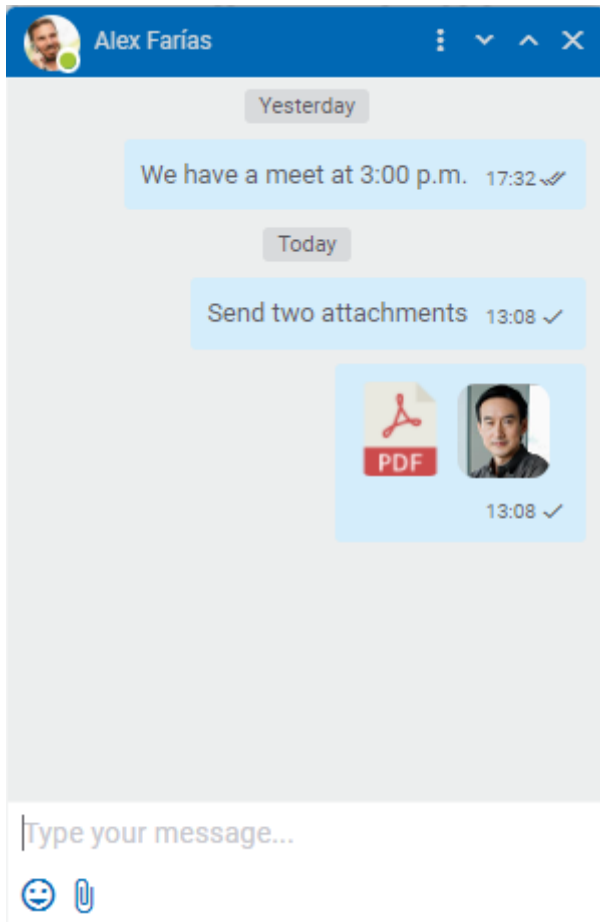 Alex Farías
Yesterday
We have a meet at 3:00 p.m. 17:32
Today
Send two attachments 13:08
PDF
13:08
Type your message...